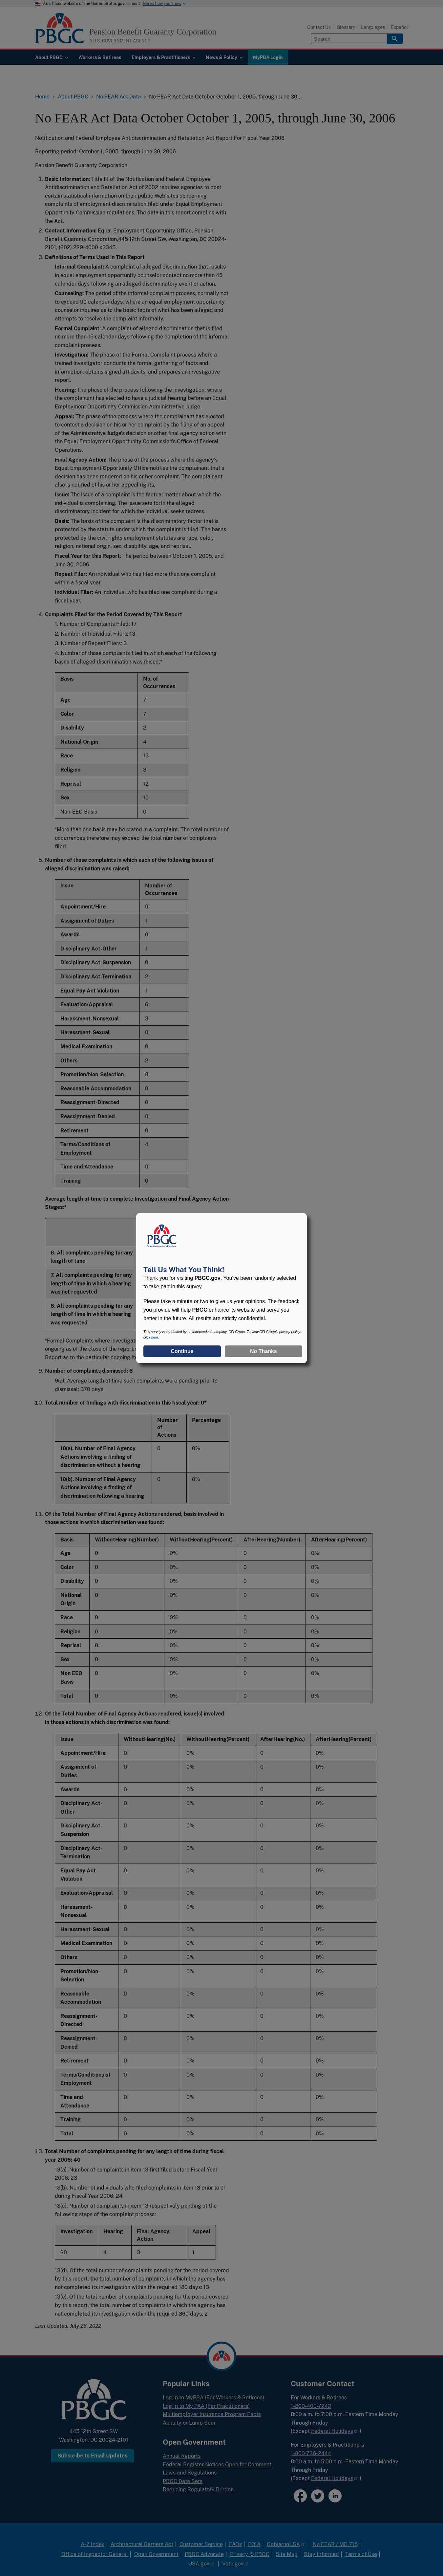 An official website of the United States government Here's how you know
PBGC
Pension Benefit Guaranty Corporation
A U.S. GOVERNMENT AGENCY
Contact Us Glossary Languages Español
Search
About PBGC Workers & Retirees Employers & Practitioners News & Policy MyPBA Login
Home About PBGC No FEAR Act Data No FEAR Act Data October October 1, 2005, through June 30...
No FEAR Act Data October October 1, 2005, through June 30, 2006
Notification and Federal Employee Antidiscrimination and Retaliation Act Report For Fiscal Year 2006
Reporting period: October 1, 2005, through June 30, 2006
Pension Benefit Guaranty Corporation
1. Basic Information: Title III of the Notification and Federal Employee
Antidiscrimination and Retaliation Act of 2002 requires agencies to post
certain statistical information on their public web sites concerning
complaints of employment discrimination filed under Equal Employment
Opportunity Commission regulations. The data in this report complies with
the Act.
2. Contact Information: Equal Employment Opportunity Office, Pension
Benefit Guaranty Corporation,445 12th Street SW, Washington, DC 20024-
2101, (202) 229-4000 x3345.
3. Definitions of Terms Used in This Report
Informal Complaint: A complaint of alleged discrimination that results
in equal employment opportunity counselor contact no more than 45
calendar days following an alleged discriminatory event or action.
Counseling: The period of the informal complaint process, normally not
to exceed 90 calendar days, where an equal employment opportunity
counselor inquires as to the basic facts of what has been alleged and
attempts to resolve the conflict informally.
Formal Complaint: A complaint of alleged discrimination that is filed
no more than 15 calendar days following the completion of the informal
complaint process.
Investigation: The phase of the Formal Complaint process where a
trained investigator compiles factual and legally significant
information, obtains signed affidavits, and prepares an investigative
report.
Hearing: The phase of the process following investigation, where the
employee has elected to have a judicial hearing before an Equal
Employment Opportunity Commission Administrative Judge.
Appeal: The phase of the process where the complainant has elected
to dispute the decision of the Equal Employment Opportunity
Administrative Judge or other final agency action with an appeal to the
Equal Opportunity Commission's Office of Federal Operations.
Final Agency Action: The phase of the process where the agency's
Equal Employment Opportunity Office notifies the complainant that a
decision has been rendered on his or her complaint. The complainant
also is notified of his or her appeal rights.
Issue: The issue of a complaint is the factual matter about which the
individual is complaining. The issue sets forth the alleged
discriminatory incident for which the individual seeks redress.
Basis: The basis of the complaint is the discriminatory factor that is
protected by the statute under which the complaint is filed. The bases
protected by the regulations implementing the statutes are race, color,
religion, national origin, sex, disability, age, and reprisal.
Fiscal Year for this Report: The period between October 1, 2005, and
June 30, 2006.
Repeat Filer: An individual who has filed more than one complaint
within a fiscal year.
Individual Filer: An individual who has filed one complaint during a
fiscal year.
4. Complaints Filed for the Period Covered by This Report
1. Number of Complaints Filed: 17
2. Number of Individual Filers: 13
3. Number of Repeat Filers: 3
4. Number of those complaints filed in which each of the following
bases of alleged discrimination was raised:*
Basis No. of Occurrences
Age 7
Color 7
Disability 2
National Origin 4
Race 13
Religion 3
Reprisal 12
Sex 10
Non EEO Basis 0
*More than one basis may be stated in a complaint. The total number of
occurrences therefore may exceed the total number of complaints
filed.
5. Number of those complaints in which each of the following issues of
alleged discrimination was raised:
Issue Number of Occurrences
Appointment/Hire 0
Assignment of Duties 1
Awards 0
Disciplinary Act-Other 1
Disciplinary Act-Suspension 0
Disciplinary Act-Termination 2
Equal Pay Act Violation 1
Evaluation/Appraisal 6
Harassment-Nonsexual 3
Harassment-Sexual 0
Medical Examination 0
Others 2
Promotion/Non-Selection 8
Reasonable Accommodation 0
Reassignment-Directed 0
Reassignment-Denied 0
Retirement 0
Terms/Conditions of Employment 4
Time and Attendance 0
Training 0
Average length of time to complete Investigation and Final Agency Action
Stages:*
6. All complaints pending for any length of time
7. All complaints pending for any length of time in which a hearing was not requested
8. All complaints pending for any length of time in which a hearing was requested
*Formal Complaints where investigat
ongoing as of the close of the compl
Report to be a completed investigati
PBGC
Tell Us What You Think!
Thank you for visiting PBGC.gov. You've been randomly selected
to take part in this survey.
Please take a minute or two to give us your opinions. The feedback
you provide will help PBGC enhance its website and serve you
better in the future. All results are strictly confidential.
This survey is conducted by an independent company, CFI Group. To view CFI Group's privacy policy,
click here.
Continue No Thanks
9. Number of complaints dismissed: 6
9(a). Average length of time such complaints were pending prior to
dismissal: 370 days
10. Total number of findings with discrimination in this fiscal year: 0*
Number of Actions Percentage
10(a). Number of Final Agency Actions involving a finding of discrimination without a hearing 0 0%
10(b). Number of Final Agency Actions involving a finding of discrimination following a hearing 0 0%
11. Of the Total Number of Final Agency Actions rendered, basis involved in
those actions in which discrimination was found:
Basis WithoutHearing(Number) WithoutHearing(Percent) AfterHearing(Number) AfterHearing(Percent)
Age 0 0% 0 0%
Color 0 0% 0 0%
Disability 0 0% 0 0%
National Origin 0 0% 0 0%
Race 0 0% 0 0%
Religion 0 0% 0 0%
Reprisal 0 0% 0 0%
Sex 0 0% 0 0%
Non EEO Basis 0 0% 0 0%
Total 0 0% 0 0%
12. Of the Total Number of Final Agency Actions rendered, issue(s) involved
in those actions in which discrimination was found:
Issue WithoutHearing(No.) WithoutHearing(Percent) AfterHearing(No.) AfterHearing(Percent)
Appointment/Hire 0 0% 0 0%
Assignment of Duties 0 0% 0 0%
Awards 0 0% 0 0%
Disciplinary Act-Other 0 0% 0 0%
Disciplinary Act-Suspension 0 0% 0 0%
Disciplinary Act-Termination 0 0% 0 0%
Equal Pay Act Violation 0 0% 0 0%
Evaluation/Appraisal 0 0% 0 0%
Harassment-Nonsexual 0 0% 0 0%
Harassment-Sexual 0 0% 0 0%
Medical Examination 0 0% 0 0%
Others 0 0% 0 0%
Promotion/Non-Selection 0 0% 0 0%
Reasonable Accommodation 0 0% 0 0%
Reassignment-Directed 0 0% 0 0%
Reassignment-Denied 0 0% 0 0%
Retirement 0 0% 0 0%
Terms/Conditions of Employment 0 0% 0 0%
Time and Attendance 0 0% 0 0%
Training 0 0% 0 0%
Total 0 0% 0 0%
13. Total Number of complaints pending for any length of time during fiscal
year 2006: 40
13(a). Number of complaints in item 13 first filed before Fiscal Year
2006: 23
13(b). Number of individuals who filed complaints in item 13 prior to or
during Fiscal Year 2006: 24
13(c). Number of complaints in item 13 respectively pending at the
following steps of the complaint process:
Investigation Hearing Final Agency Action Appeal
20 4 3 1
13(d). Of the total number of complaints pending for the period covered
by this report, the total number of complaints in which the agency has
not completed the investigation within the required 180 days: 13
13(e). Of the total number of complaints pending for the period covered
by this report, the total number of complaints in which the agency has
not completed the investigation within the required 360 days: 2
Last Updated: July 26, 2022
PBGC
445 12th Street SW
Washington, DC 20024-2101
Subscribe to Email Updates
Popular Links
Log In to MyPBA (For Workers & Retirees)
Log In to My PAA (For Practitioners)
Multiemployer Insurance Program Facts
Annuity or Lump Sum
Open Government
Annual Reports
Federal Register Notices Open for Comment
Laws and Regulations
PBGC Data Sets
Reducing Regulatory Burden
Customer Contact
For Workers & Retirees
1-800-400-7242
8:00 a.m. to 7:00 p.m. Eastern Time Monday
Through Friday
(Except Federal Holidays)
For Employers & Practitioners
1-800-736-2444
8:00 a.m. to 5:00 p.m. Eastern Time Monday
Through Friday
(Except Federal Holidays)
A-Z Index | Architectural Barriers Act | Customer Service | FAQs | FOIA | GobiernoUSA | No FEAR / MD 715 |
Office of Inspector General | Open Government | PBGC Advocate | Privacy @ PBGC | Site Map | Stay Informed | Terms of Use |
USA.gov | Vote.gov